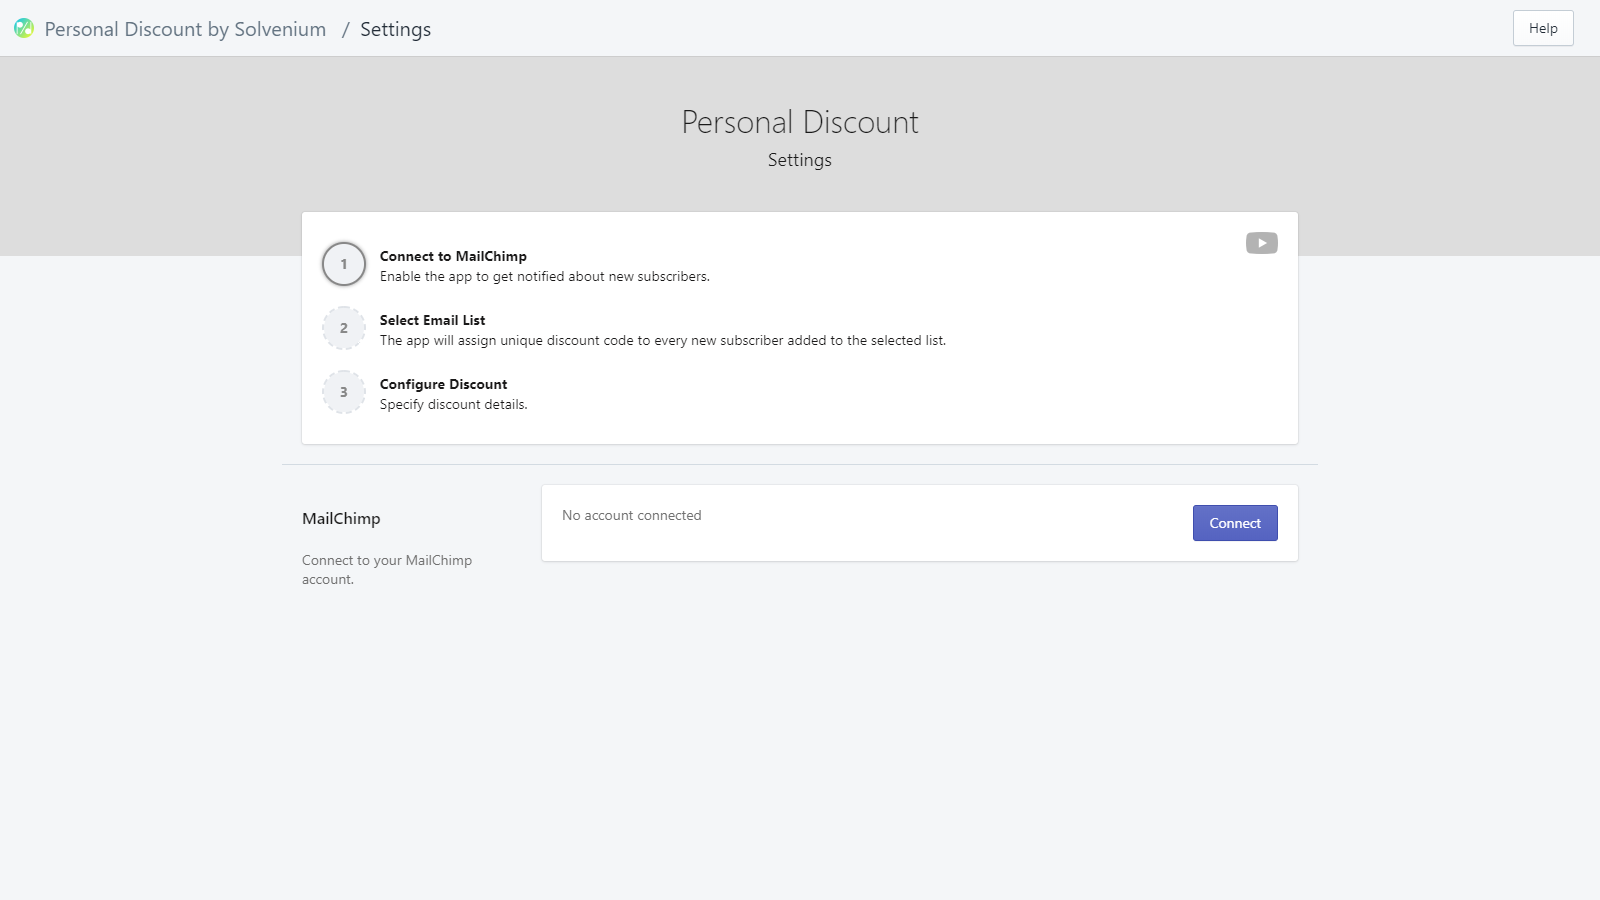 Personal Discount by Solvenium / Settings
Help
Personal Discount
Settings
1
Connect to MailChimp
Enable the app to get notified about new subscribers.
2
Select Email List
The app will assign unique discount code to every new subscriber added to the selected list.
3
Configure Discount
Specify discount details.
MailChimp
Connect to your MailChimp
account.
No account connected
Connect